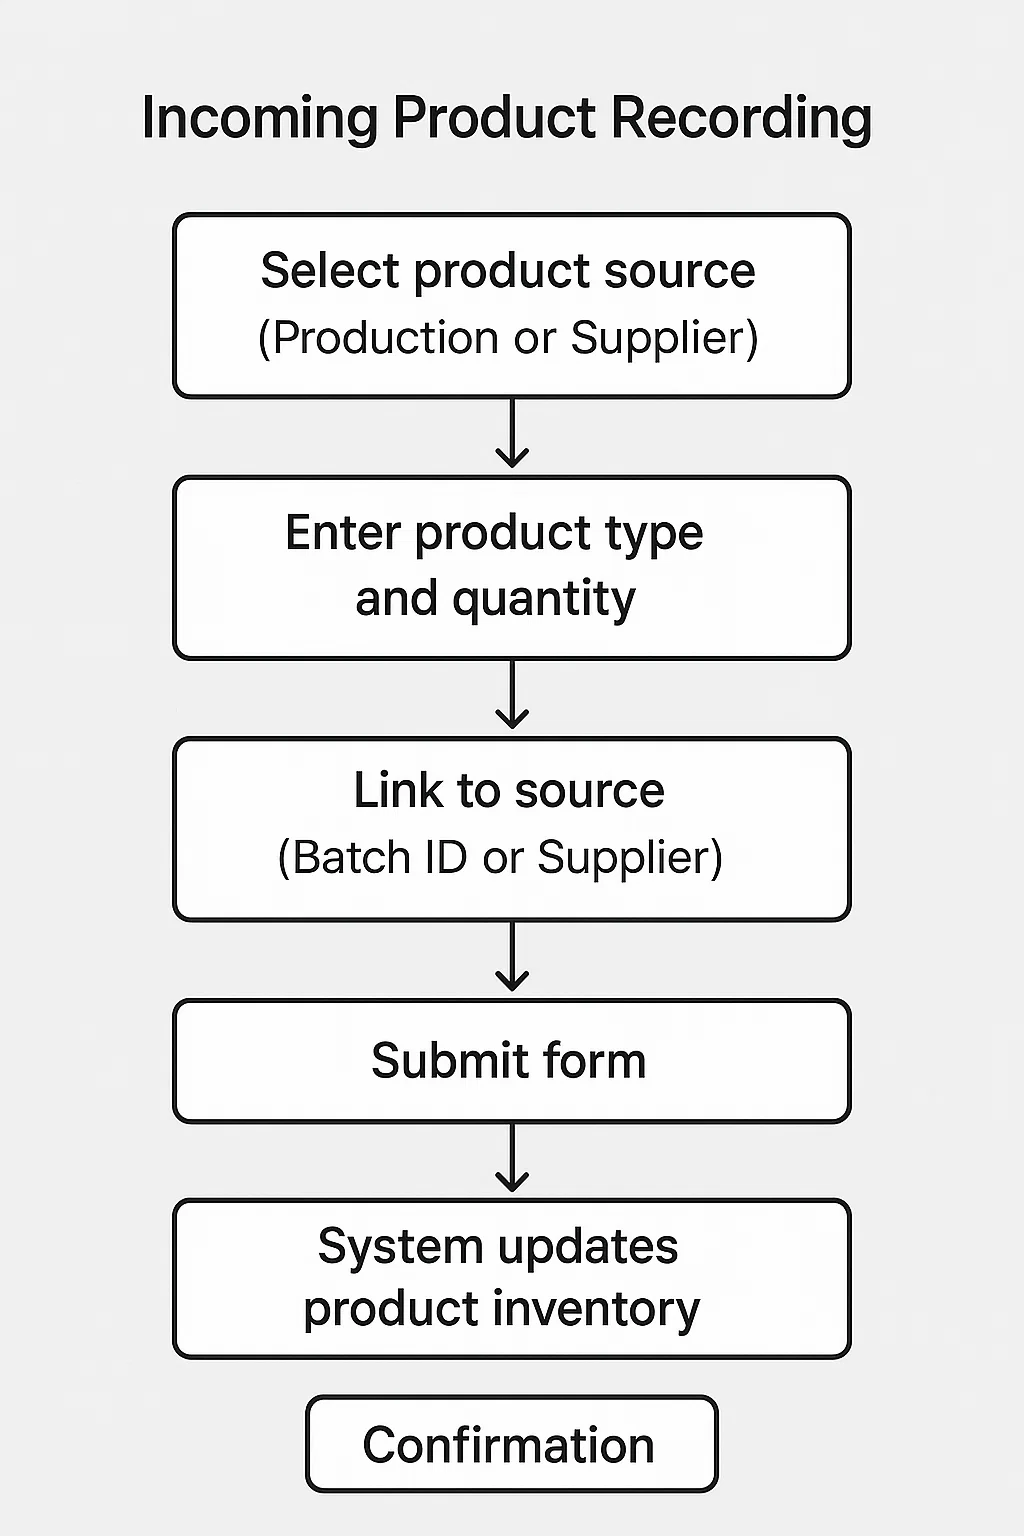 Incoming Product Recording
Select product source
(Production or Supplier)
Enter product type
and quantity
Link to source
(Batch ID or Supplier)
Submit form
System updates
product inventory
Confirmation